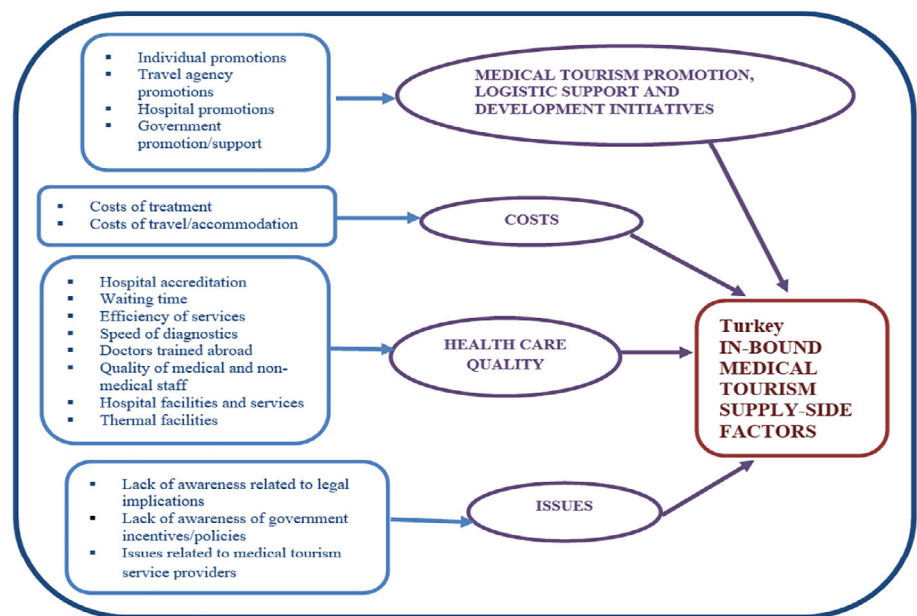 ▪ Individual promotions
▪ Travel agency
promotions
▪ Hospital promotions
▪ Government
promotion/support
MEDICAL TOURISM PROMOTION,
LOGISTIC SUPPORT AND
DEVELOPMENT INITIATIVES
▪ Costs of treatment
▪ Costs of travel/accommodation
COSTS
▪ Hospital accreditation
▪ Waiting time
▪ Efficiency of services
▪ Speed of diagnostics
▪ Doctors trained abroad
▪ Quality of medical and non-
medical staff
▪ Hospital facilities and services
▪ Thermal facilities
HEALTH CARE
QUALITY
Turkey
IN-BOUND
MEDICAL
TOURISM
SUPPLY-SIDE
FACTORS
▪ Lack of awareness related to legal
implications
▪ Lack of awareness of government
incentives/policies
▪ Issues related to medical tourism
service providers
ISSUES